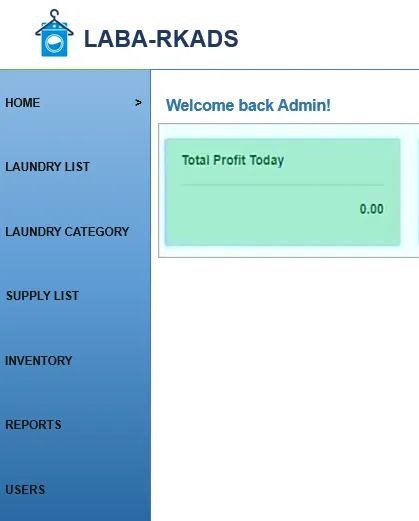 LABA-RKADS
HOME >
LAUNDRY LIST
LAUNDRY CATEGORY
SUPPLY LIST
INVENTORY
REPORTS
USERS
Welcome back Admin!
Total Profit Today
0.00